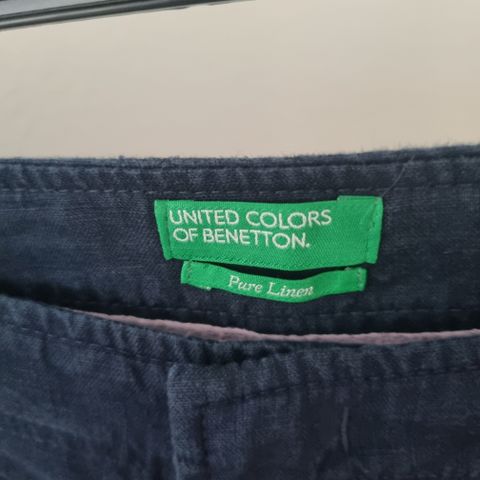 UNITED COLORS
OF BENETTON.
Pure Linen